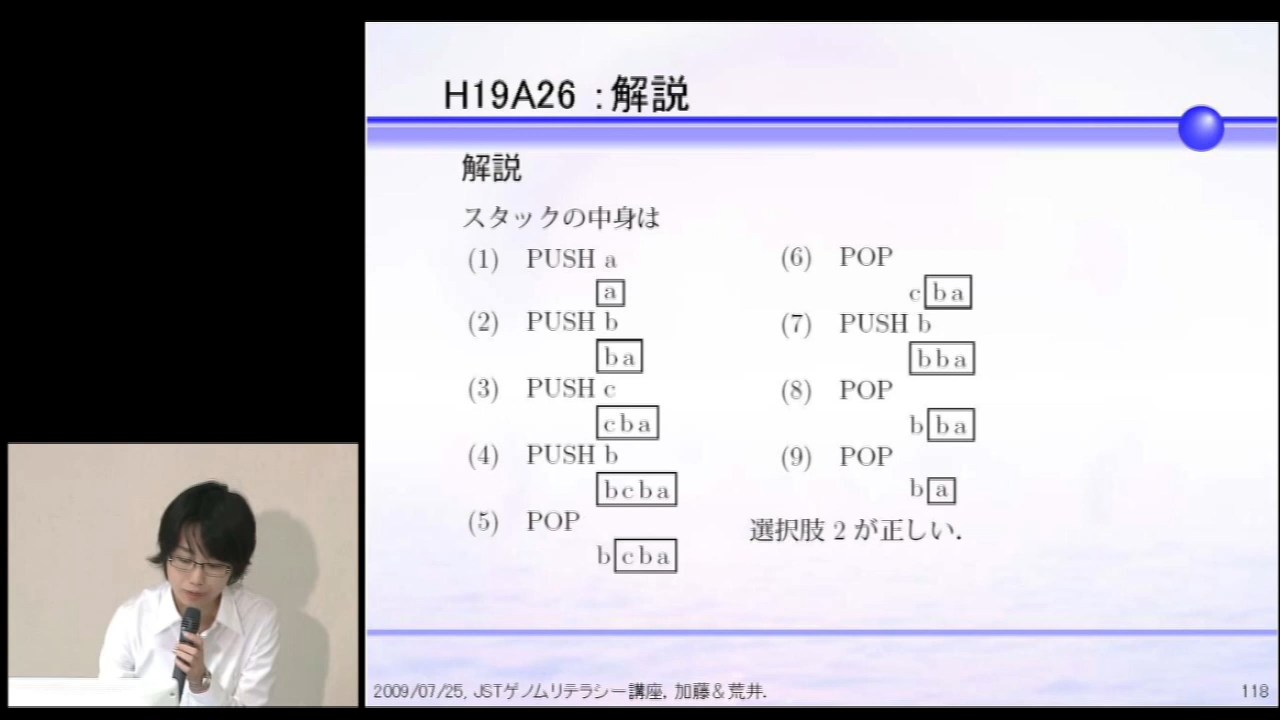 H19A26 :解説
解説
スタックの中身は
(1) PUSH a
a
(2) PUSH b
b a
(3) PUSH c
c b a
(4) PUSH b
b c b a
(5) POP
b c b a
(6) POP
c b a
(7) PUSH b
b b a
(8) POP
b b a
(9) POP
b a
選択肢 2 が正しい.
2009/07/25, JSTゲノムリテラシー講座, 加藤&荒井.
118